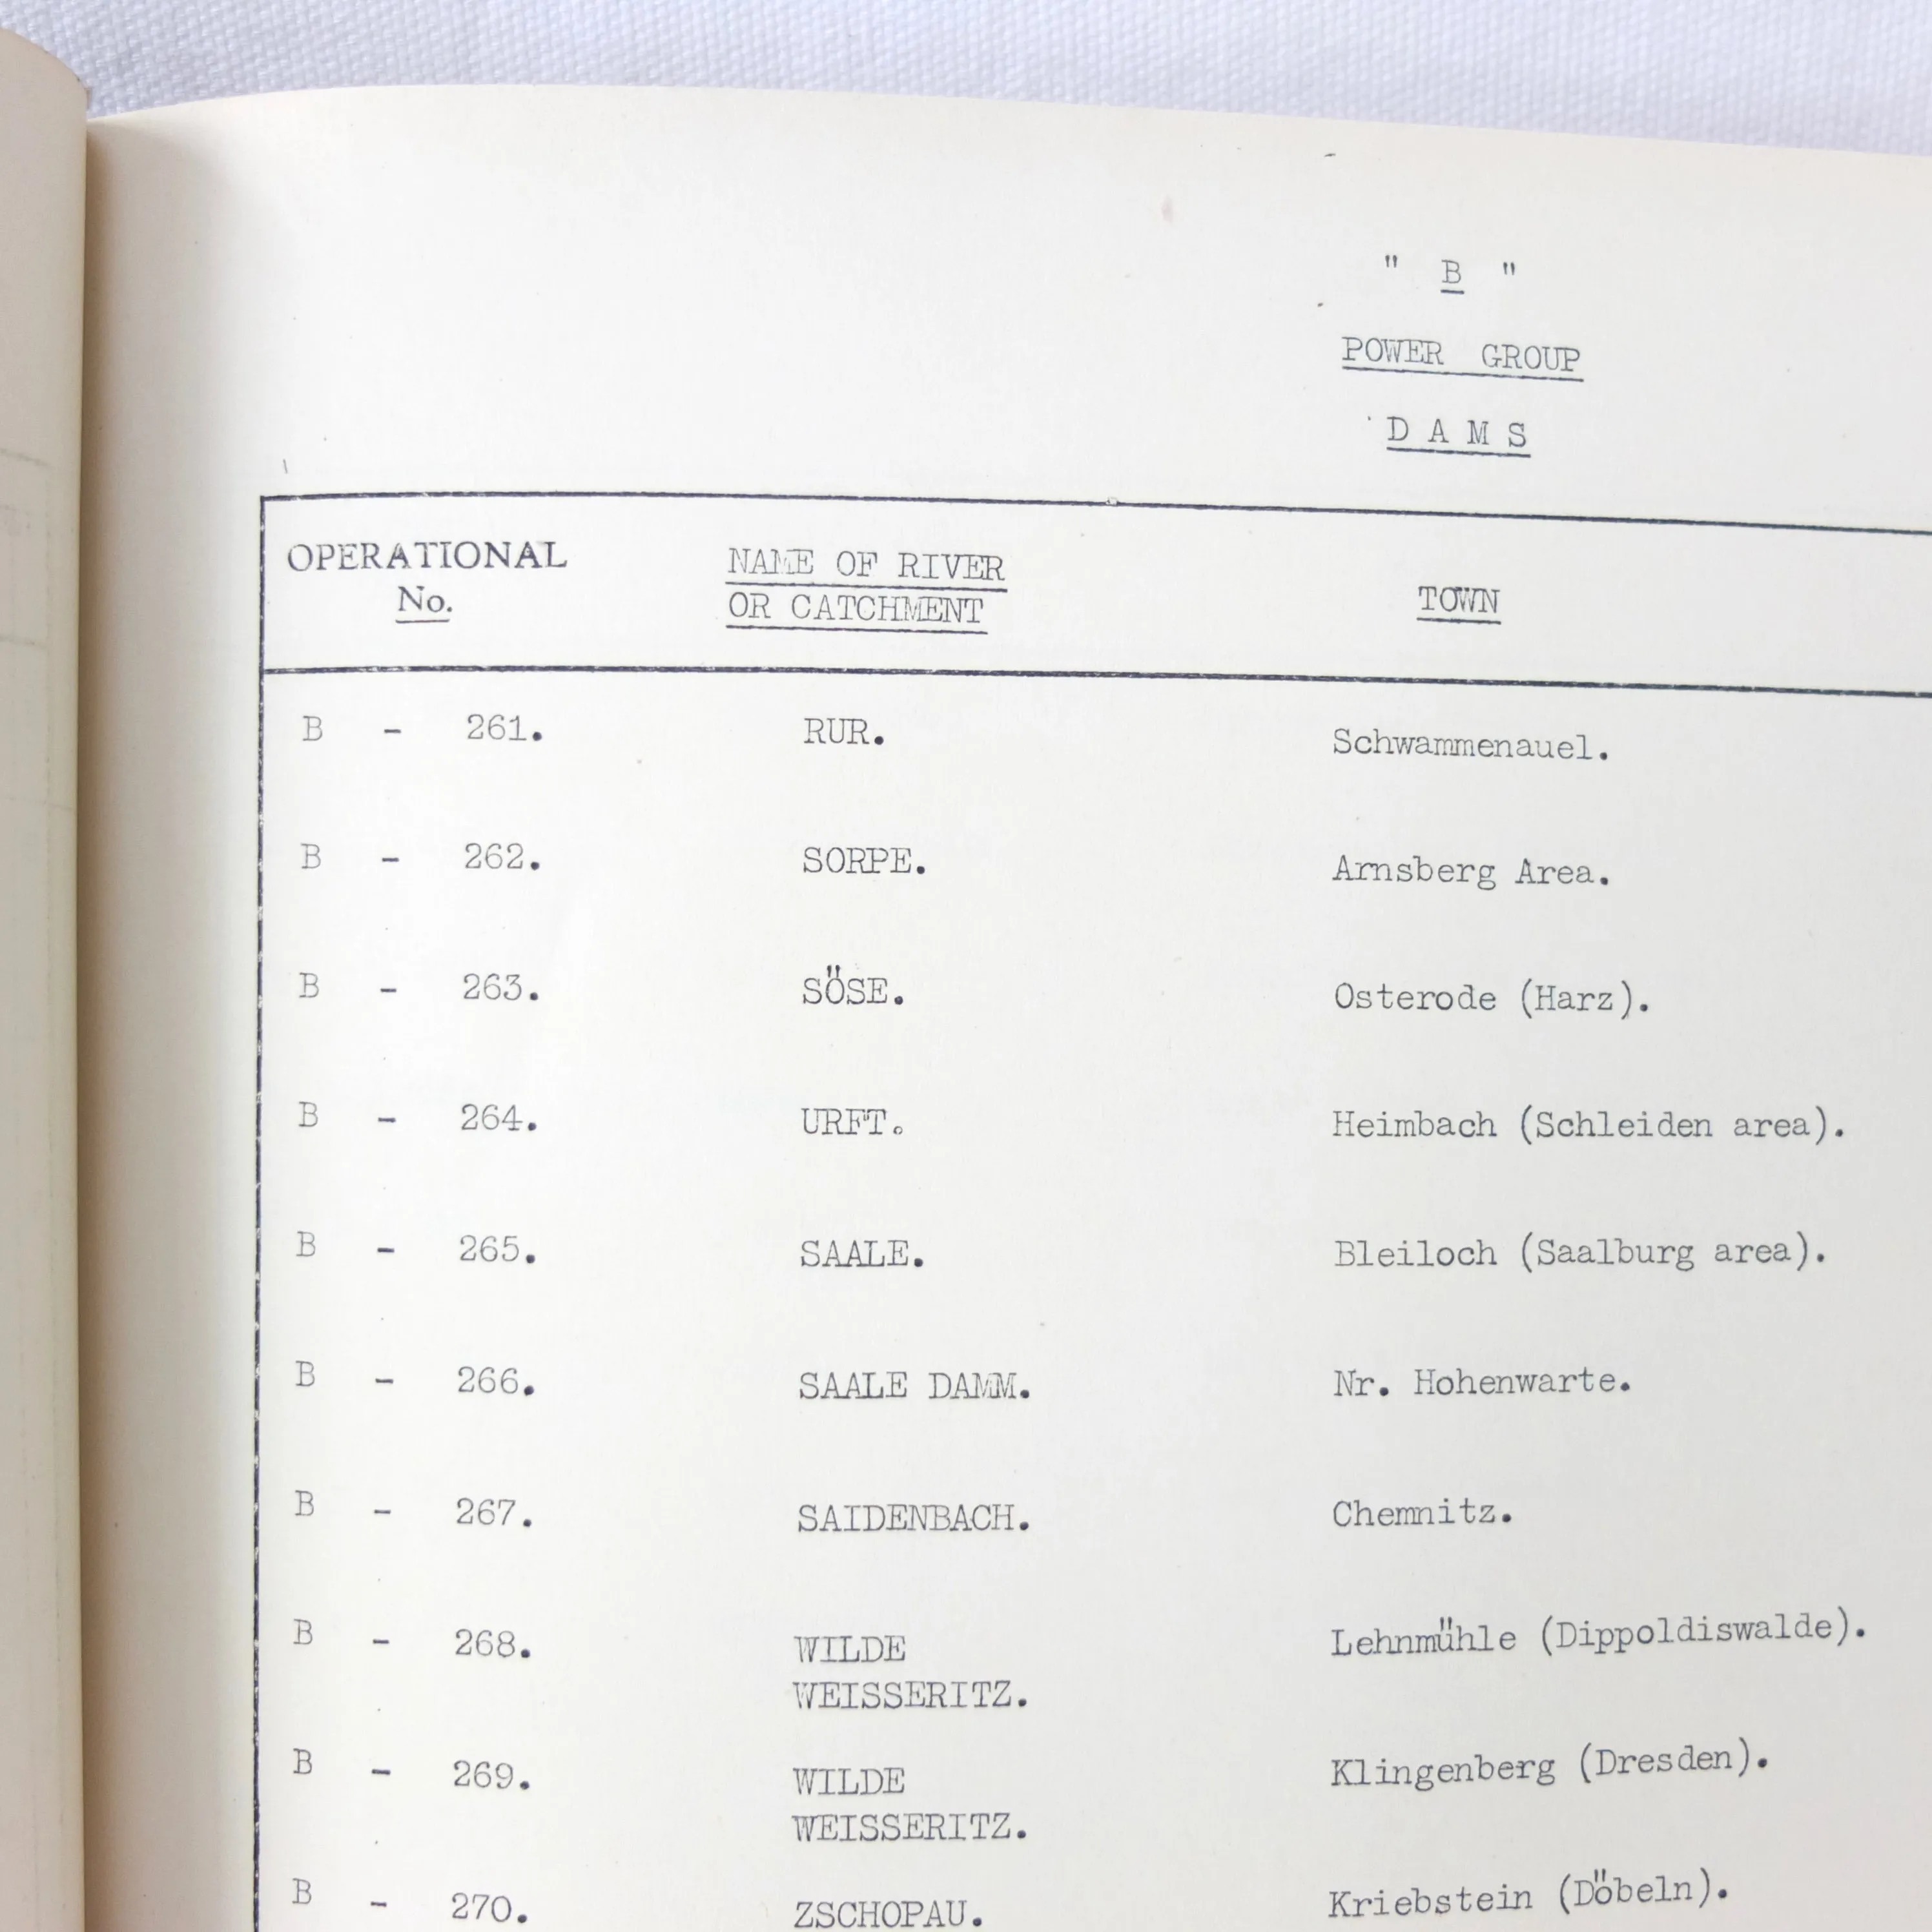 " B "
POWER GROUP
D A M S
OPERATIONAL No.
NAME OF RIVER OR CATCHMENT
TOWN
B - 261. RUR. Schwammenauel.
B - 262. SORPE. Arnsberg Area.
B - 263. SÖSE. Osterode (Harz).
B - 264. URFT. Heimbach (Schleiden area).
B - 265. SAALE. Bleiloch (Saalburg area).
B - 266. SAALE DAMM. Nr. Hohenwarte.
B - 267. SAIDENBACH. Chemnitz.
B - 268. WILDE Lehnmühle (Dippoldiswalde).
WEISSERITZ.
B - 269. WILDE Klingenberg (Dresden).
WEISSERITZ.
B - 270. ZSCHOPAU. Kriebstein (Döbeln).